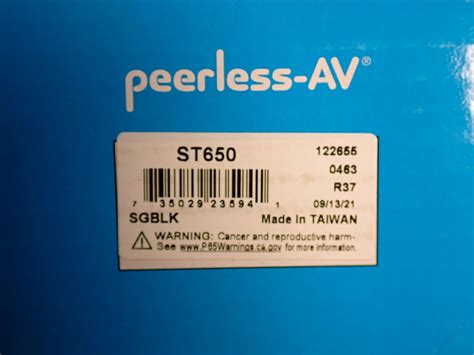 peerless-AV®
ST650
122655
0463
R37
7 35029 23594 1
09/13/21
SGBLK
Made In TAIWAN
WARNING: Cancer and reproductive harm-
See www.P65Warnings.ca.gov for more information.